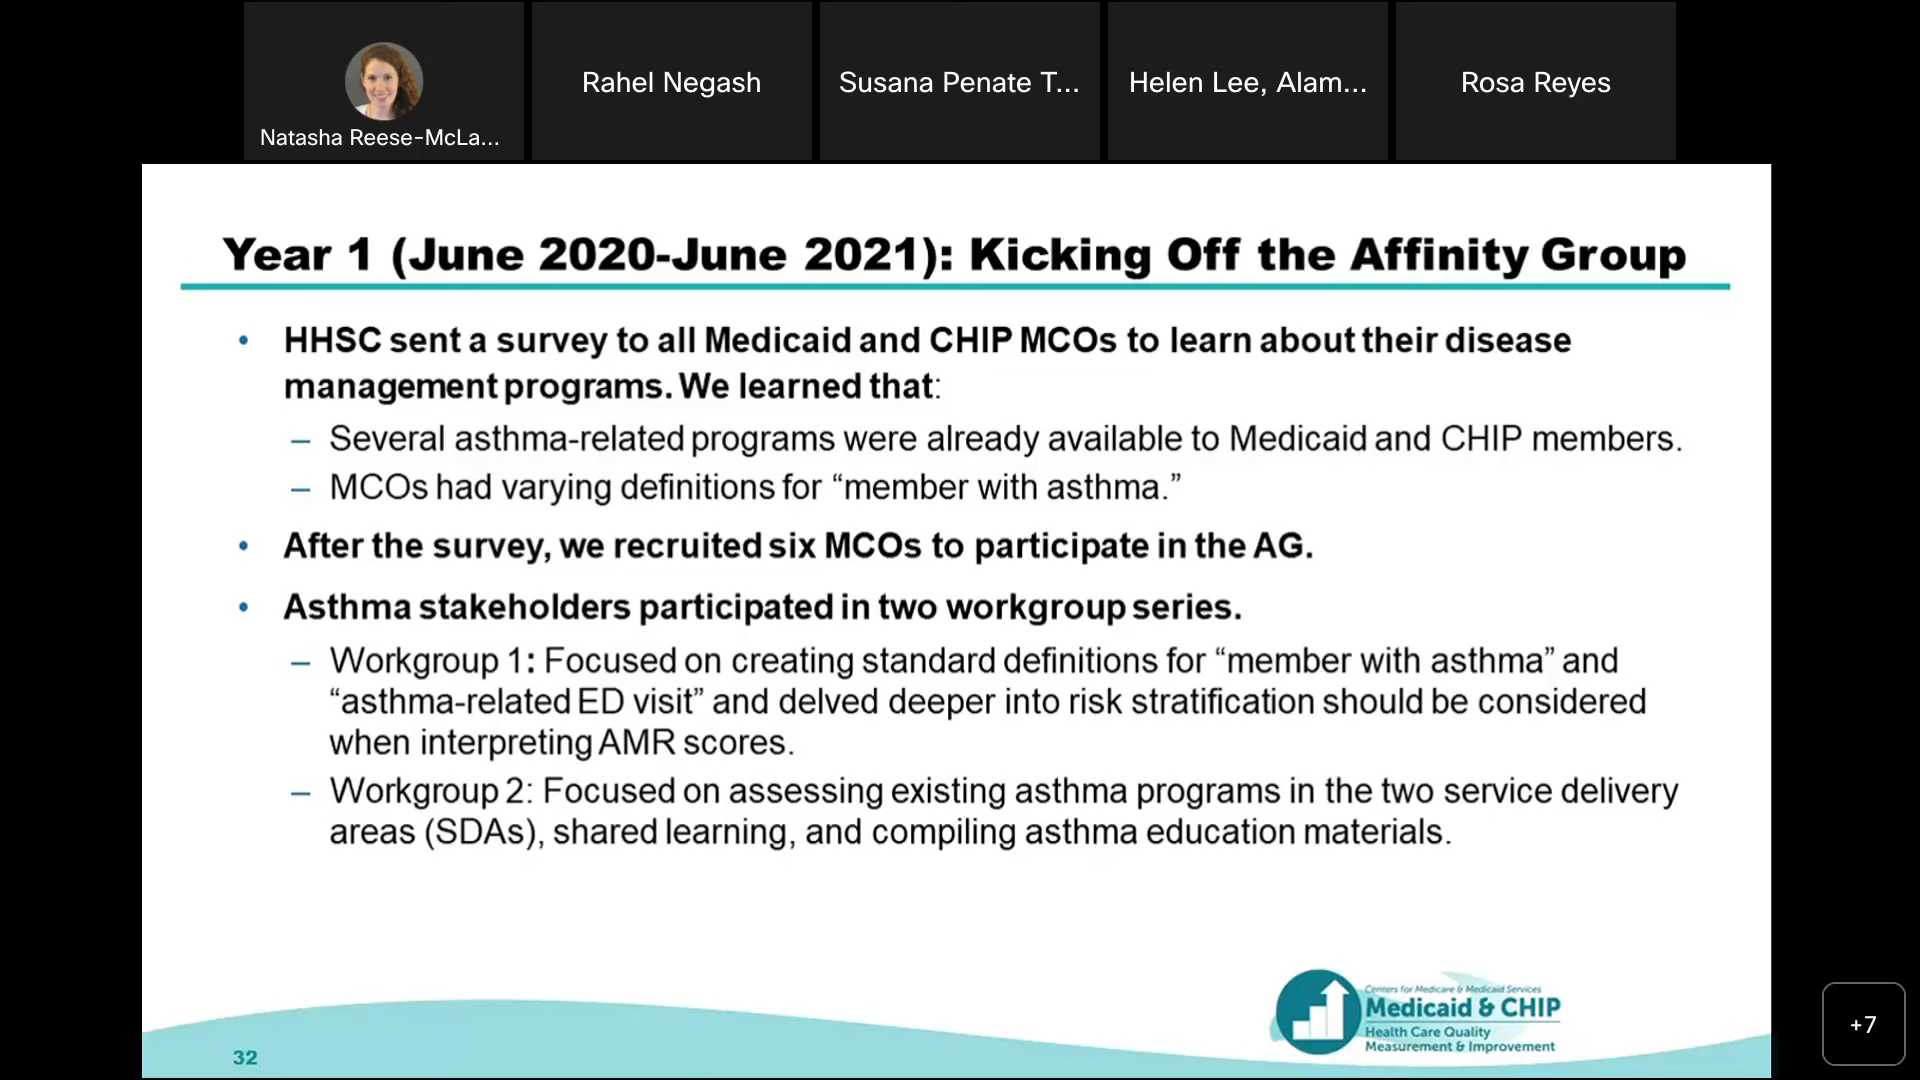 Natasha Reese-McLa...
Rahel Negash
Susana Penate T...
Helen Lee, Alam...
Rosa Reyes
Year 1 (June 2020-June 2021): Kicking Off the Affinity Group
• HHSC sent a survey to all Medicaid and CHIP MCOs to learn about their disease
management programs. We learned that:
– Several asthma-related programs were already available to Medicaid and CHIP members.
– MCOs had varying definitions for “member with asthma.”
• After the survey, we recruited six MCOs to participate in the AG.
• Asthma stakeholders participated in two workgroup series.
– Workgroup 1: Focused on creating standard definitions for “member with asthma” and
“asthma-related ED visit” and delved deeper into risk stratification should be considered
when interpreting AMR scores.
– Workgroup 2: Focused on assessing existing asthma programs in the two service delivery
areas (SDAs), shared learning, and compiling asthma education materials.
Centers for Medicare & Medicaid Services
Medicaid & CHIP
Health Care Quality
Measurement & Improvement
32
+7